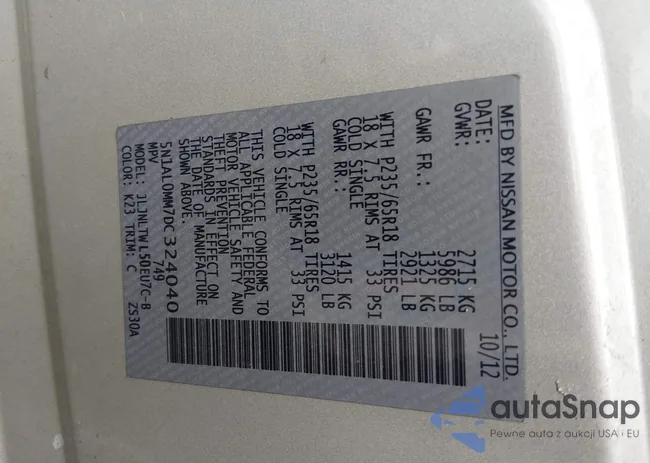 MFD BY NISSAN MOTOR CO., LTD.
DATE: 10/12
GVWR: 2715 KG
5986 LB
GAWR FR.: 1325 KG
2921 LB
WITH P235/65R18 TIRES
18 X 7.5 RIMS AT 33 PSI
COLD SINGLE
GAWR RR.: 1415 KG
3120 LB
WITH P235/65R18 TIRES
18 X 7.5 RIMS AT 33 PSI
COLD SINGLE
THIS VEHICLE CONFORMS TO
ALL APPLICABLE FEDERAL
MOTOR VEHICLE SAFETY AND
THEFT PREVENTION
STANDARDS IN EFFECT ON
THE DATE OF MANUFACTURE
SHOWN ABOVE.
5N1AL0MM7DC324040
MPV 749
MODEL: JLJNLTWL50EU7C-B
COLOR: K23 TRIM: C ZS30A
autaSnap
Pewne auta z aukcji USA i EU